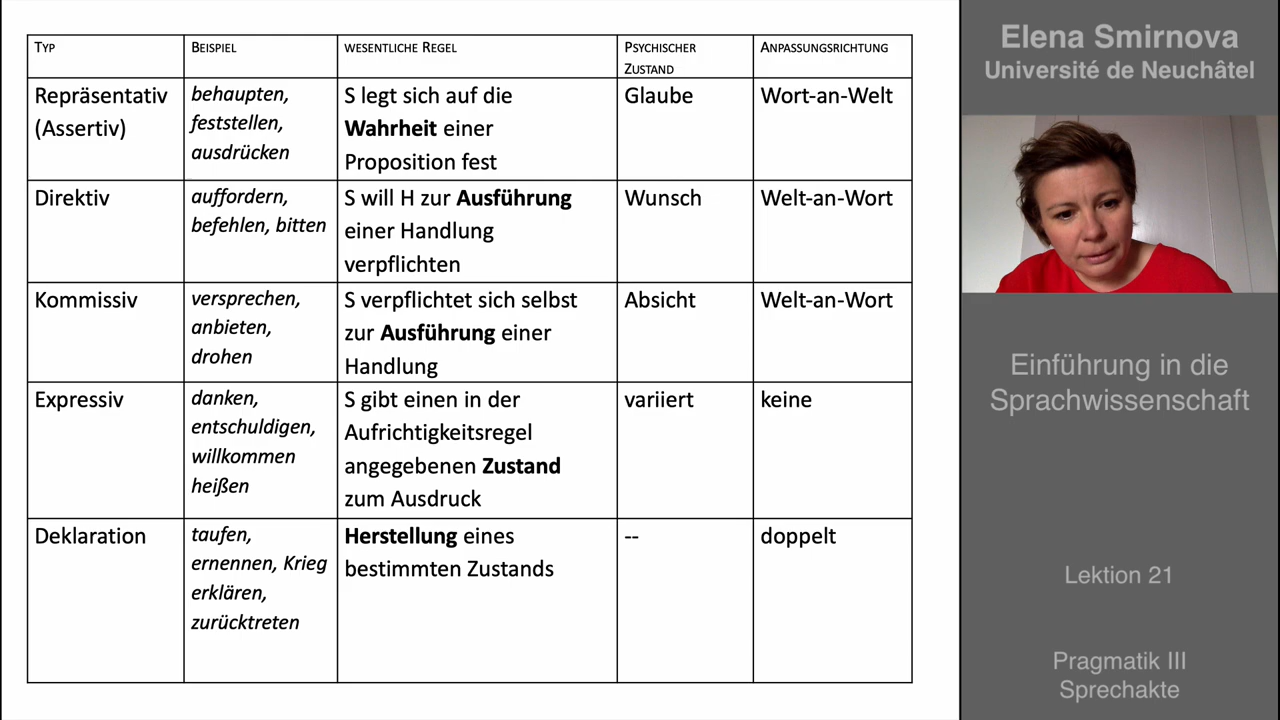 Typ
Beispiel
wesentliche Regel
Psychischer
Zustand
Anpassungsrichtung
Repräsentativ
(Assertiv)
behaupten,
feststellen,
ausdrücken
S legt sich auf die
Wahrheit einer
Proposition fest
Glaube
Wort-an-Welt
Direktiv
auffordern,
befehlen, bitten
S will H zur Ausführung
einer Handlung
verpflichten
Wunsch
Welt-an-Wort
Kommissiv
versprechen,
anbieten,
drohen
S verpflichtet sich selbst
zur Ausführung einer
Handlung
Absicht
Welt-an-Wort
Expressiv
danken,
entschuldigen,
willkommen
heißen
S gibt einen in der
Aufrichtigkeitsregel
angegebenen Zustand
zum Ausdruck
variiert
keine
Deklaration
taufen,
ernennen, Krieg
erklären,
zurücktreten
Herstellung eines
bestimmten Zustands
--
doppelt
Elena Smirnova
Université de Neuchâtel
Einführung in die
Sprachwissenschaft
Lektion 21
Pragmatik III
Sprechakte